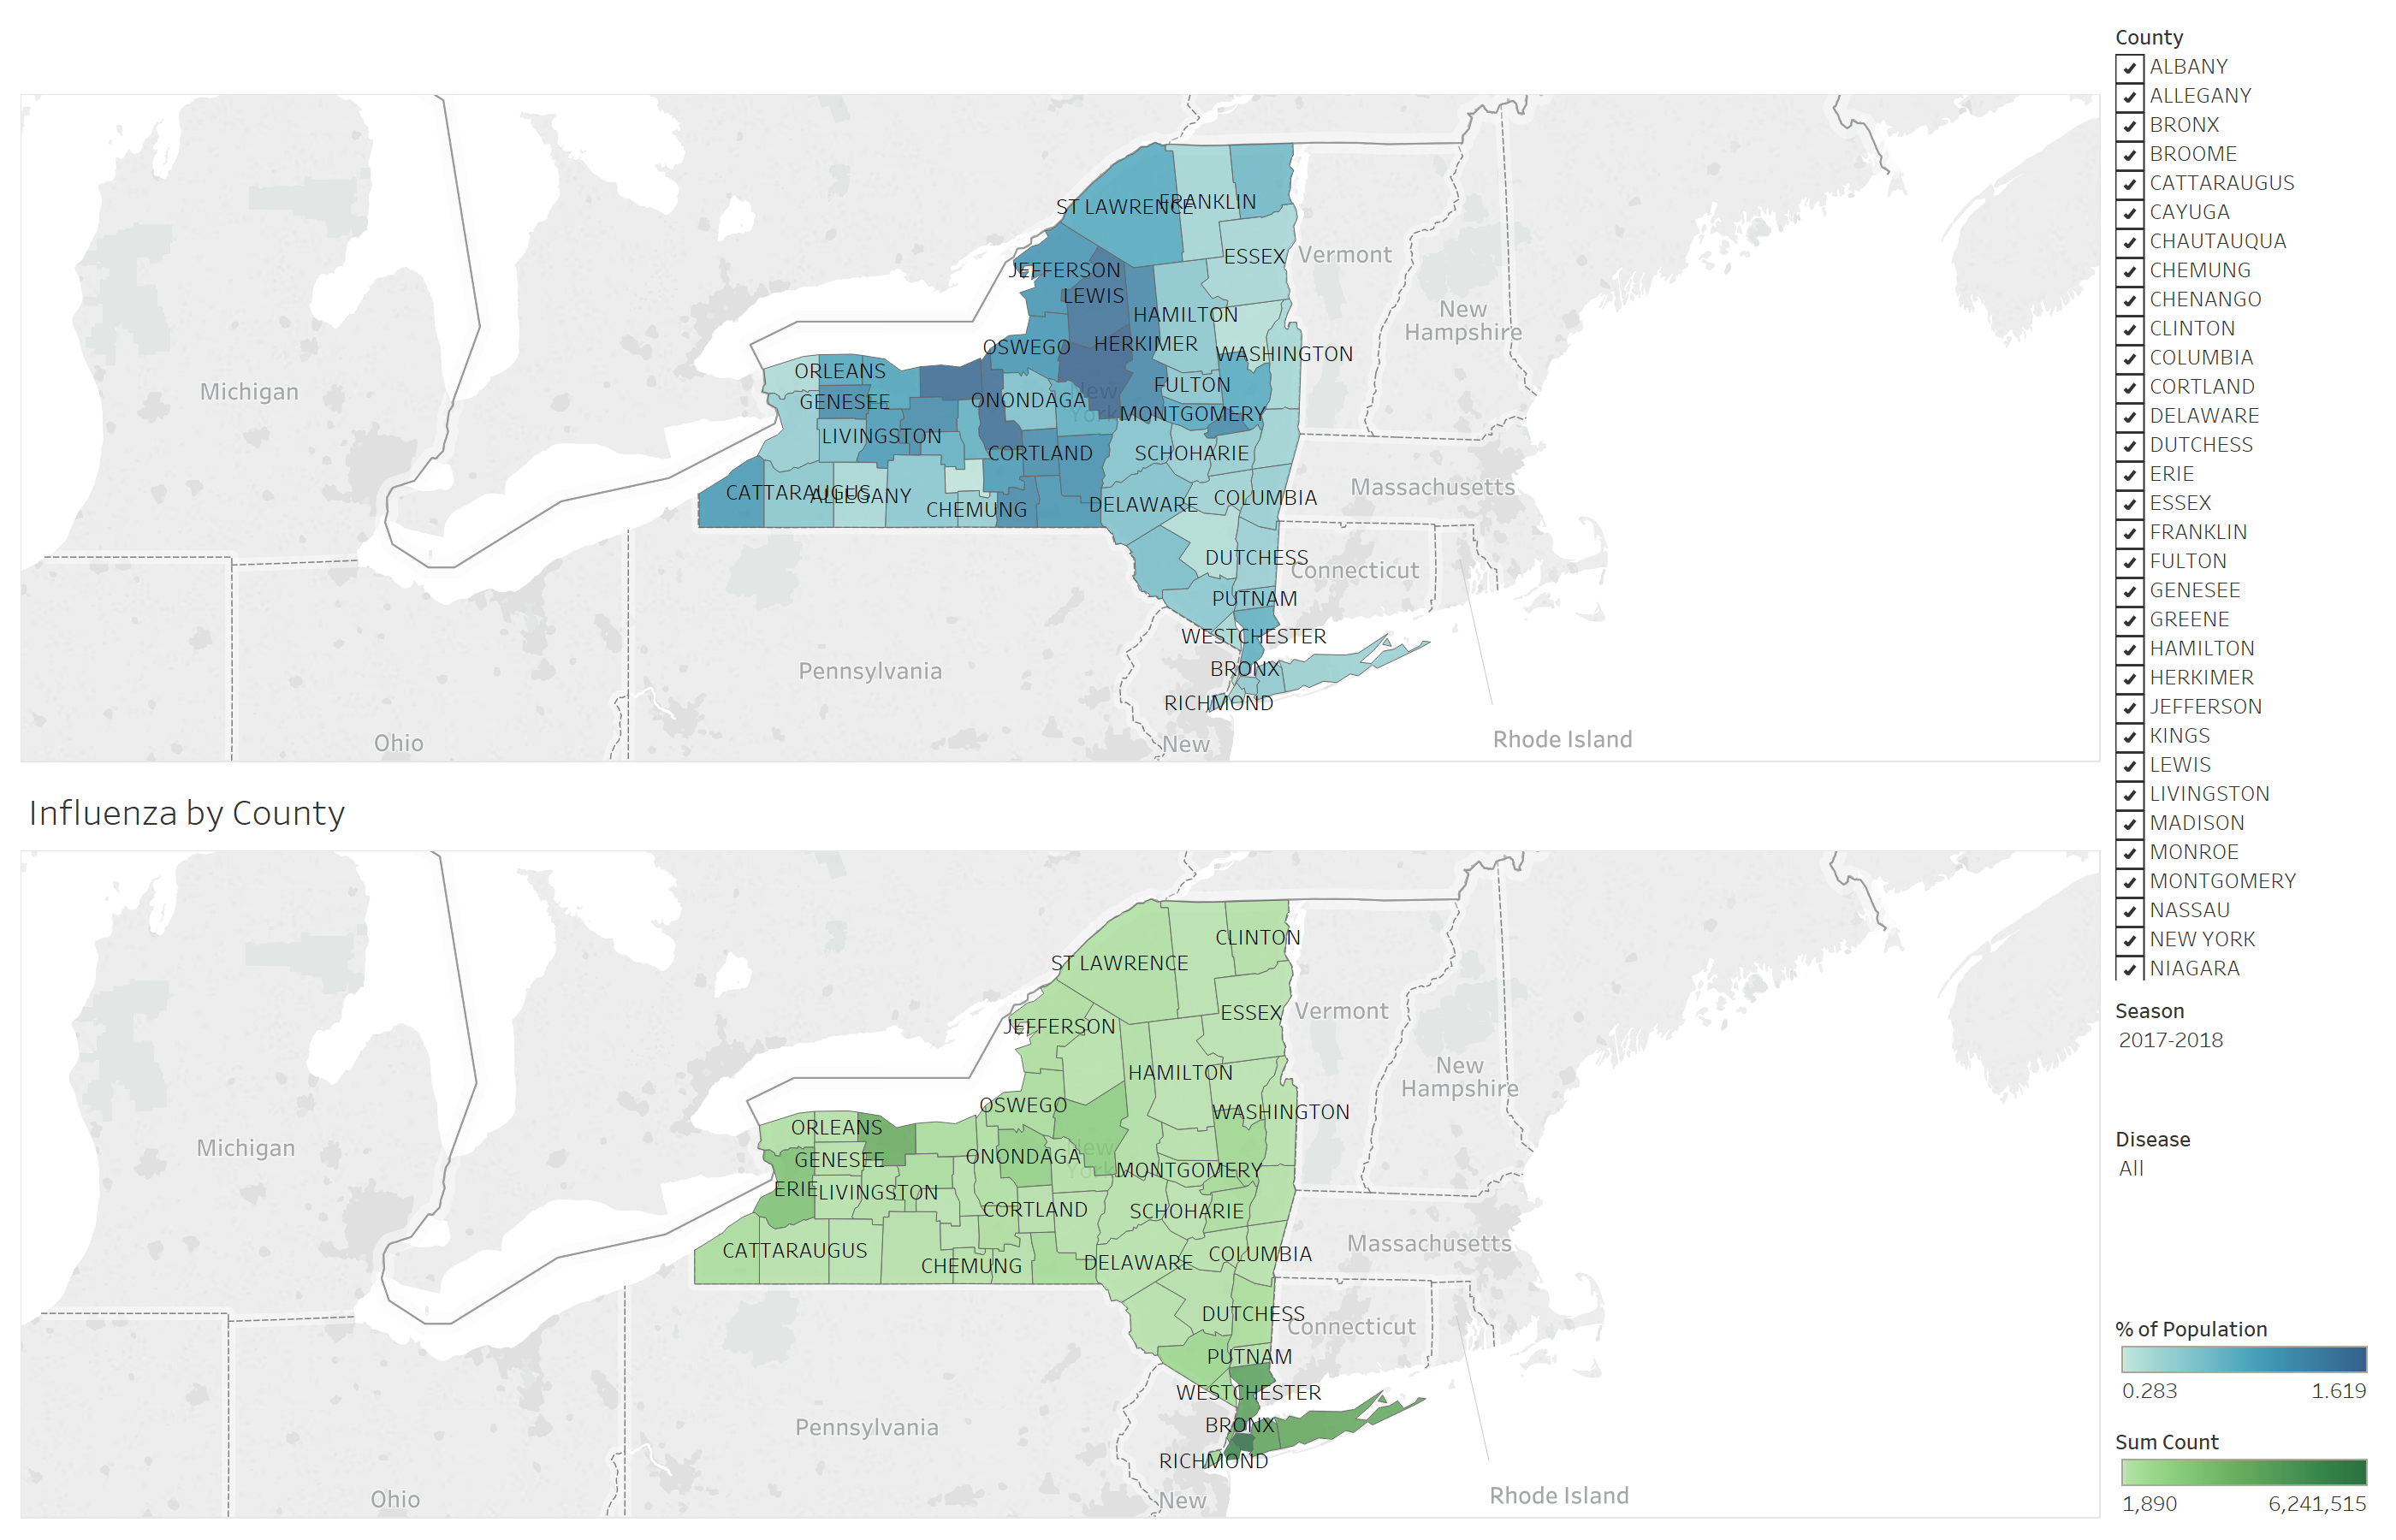 ST LAWRENCE
FRANKLIN
ESSEX
Vermont
JEFFERSON
LEWIS
HAMILTON
New
Hampshire
OSWEGO
HERKIMER
WASHINGTON
Michigan
ORLEANS
FULTON
New
York
GENESEE
ONONDAGA
MONTGOMERY
LIVINGSTON
CORTLAND
SCHOHARIE
CATTARAUGUS
ALLEGANY
CHEMUNG
DELAWARE
COLUMBIA
Massachusetts
DUTCHESS
Connecticut
PUTNAM
WESTCHESTER
Pennsylvania
BRONX
RICHMOND
Ohio
New
Rhode Island
Influenza by County
CLINTON
ST LAWRENCE
ESSEX
Vermont
JEFFERSON
HAMILTON
New
Hampshire
OSWEGO
WASHINGTON
Michigan
ORLEANS
New
York
GENESEE
ONONDAGA
MONTGOMERY
ERIE
LIVINGSTON
CORTLAND
SCHOHARIE
CATTARAUGUS
CHEMUNG
DELAWARE
COLUMBIA
Massachusetts
DUTCHESS
Connecticut
PUTNAM
WESTCHESTER
Pennsylvania
BRONX
RICHMOND
Ohio
New
Rhode Island
County
ALBANY
ALLEGANY
BRONX
BROOME
CATTARAUGUS
CAYUGA
CHAUTAUQUA
CHEMUNG
CHENANGO
CLINTON
COLUMBIA
CORTLAND
DELAWARE
DUTCHESS
ERIE
ESSEX
FRANKLIN
FULTON
GENESEE
GREENE
HAMILTON
HERKIMER
JEFFERSON
KINGS
LEWIS
LIVINGSTON
MADISON
MONROE
MONTGOMERY
NASSAU
NEW YORK
NIAGARA
Season
2017-2018
Disease
All
% of Population
0.283 1.619
Sum Count
1,890 6,241,515